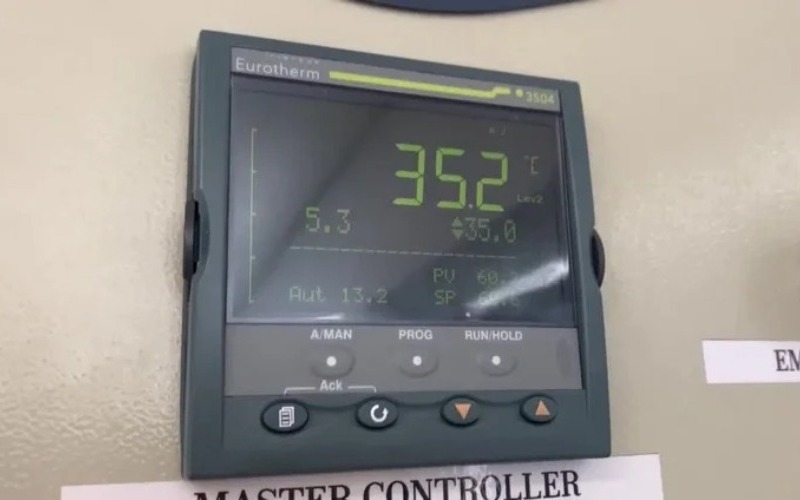 Eurotherm
3504
35.2 °C
Lev2
5.3 35.0
PV
Aut 13.2 SP
A/MAN PROG RUN/HOLD
Ack
MASTER CONTROLLER
EM